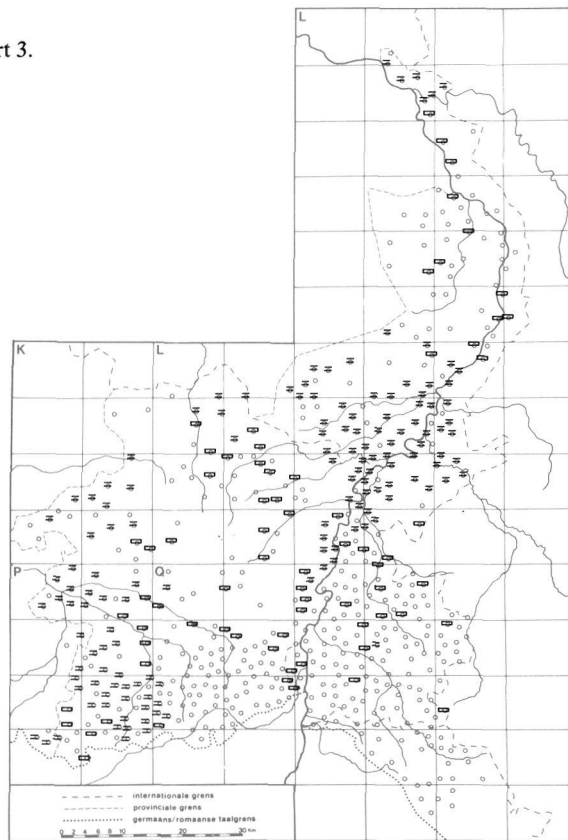 rt 3.
L
K
L
P
Q
internationale grens
provinciale grens
germaans/romaanse taalgrens
0 2 4 6 8 10 20 30 Km